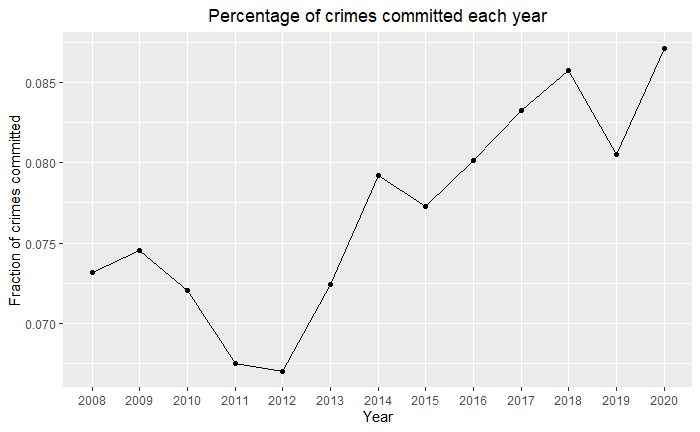 Percentage of crimes committed each year
Fraction of crimes committed
0.085
0.080
0.075
0.070
2008 2009 2010 2011 2012 2013 2014 2015 2016 2017 2018 2019 2020
Year